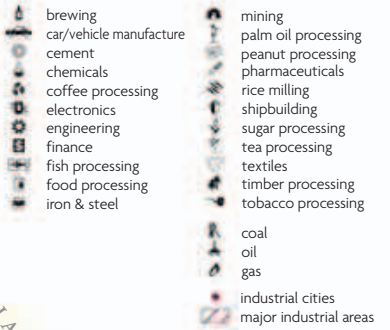 brewing
car/vehicle manufacture
cement
chemicals
coffee processing
electronics
engineering
finance
fish processing
food processing
iron & steel
mining
palm oil processing
peanut processing
pharmaceuticals
rice milling
shipbuilding
sugar processing
tea processing
textiles
timber processing
tobacco processing
coal
oil
gas
industrial cities
major industrial areas